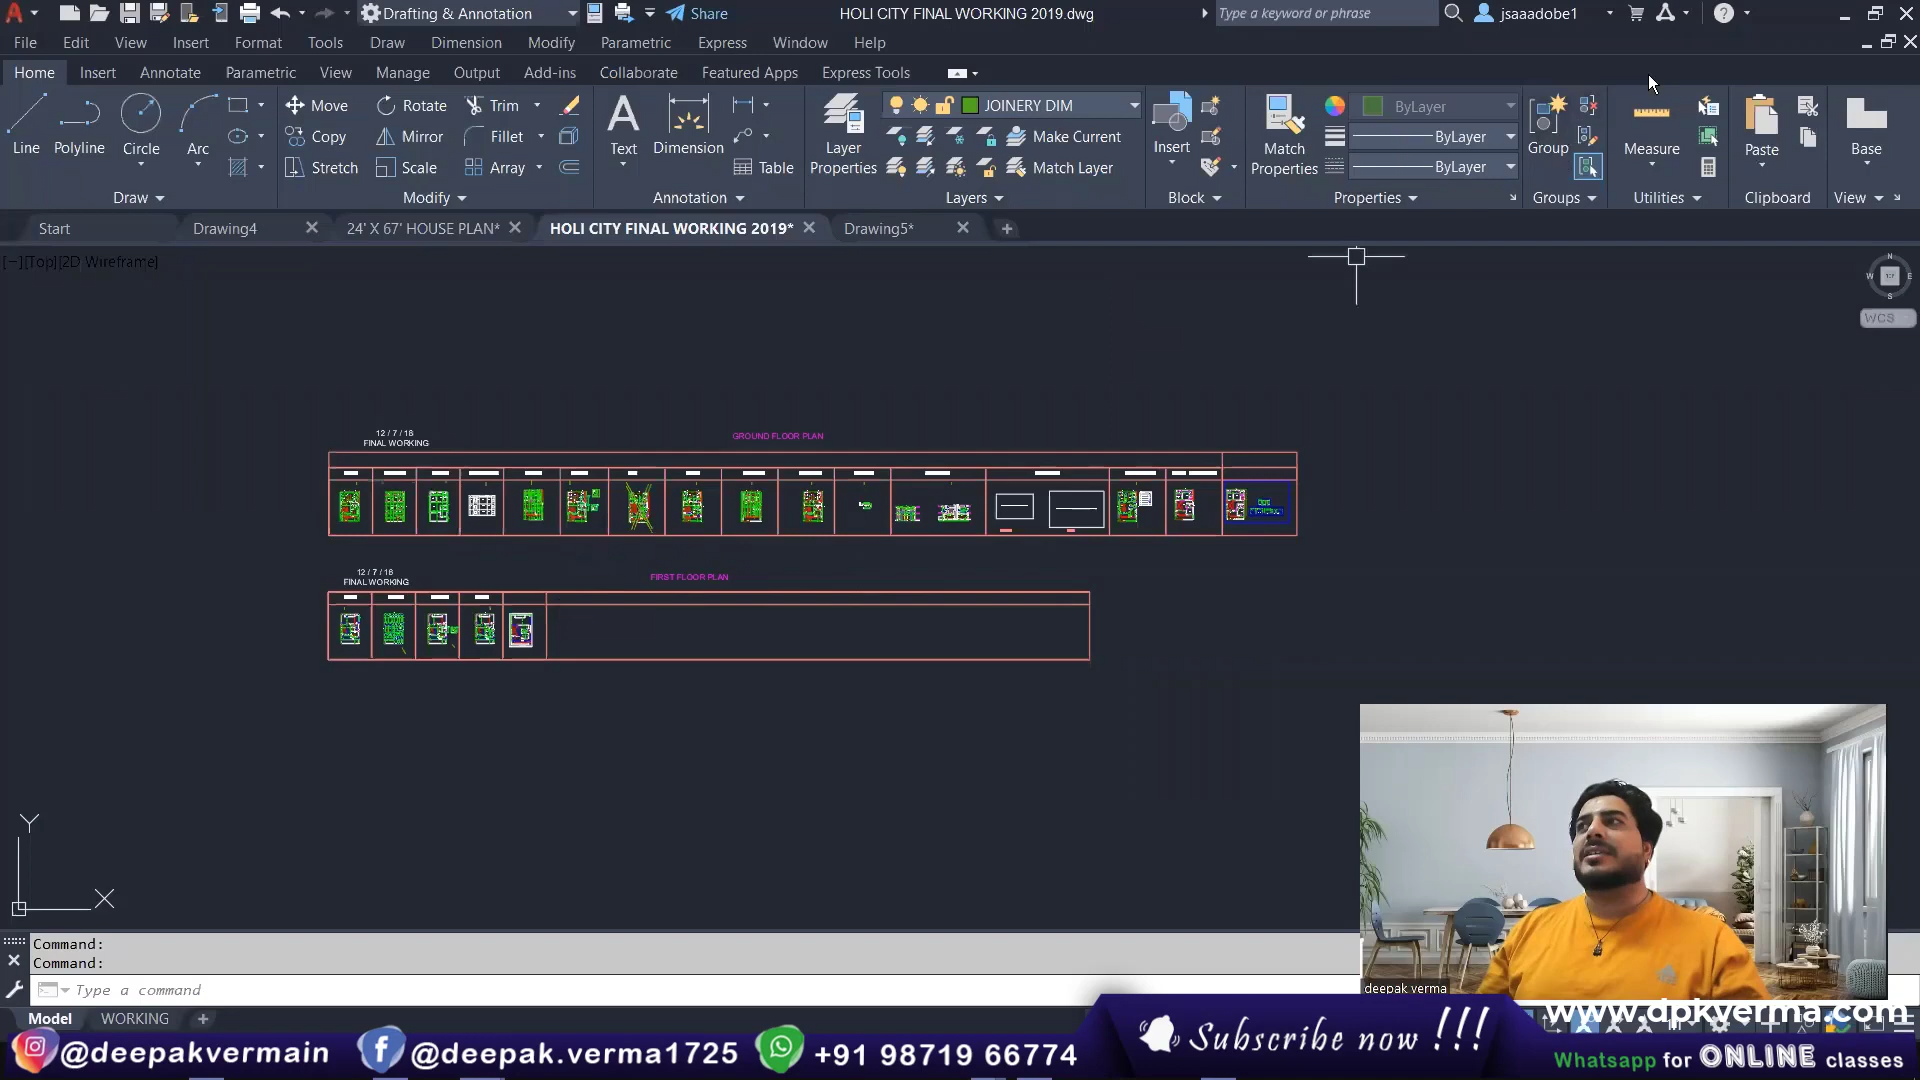 Drafting & Annotation
Share
HOLI CITY FINAL WORKING 2019.dwg
Type a keyword or phrase
jsaaadobe1
File Edit View Insert Format Tools Draw Dimension Modify Parametric Express Window Help
Home Insert Annotate Parametric View Manage Output Add-ins Collaborate Featured Apps Express Tools
Line Polyline Circle Arc
Draw
Move Rotate Trim
Copy Mirror Fillet
Stretch Scale Array
Modify
Text Dimension Table
Annotation
Layer Properties
JOINERY DIM
Make Current
Match Layer
Layers
Insert
Block
Match Properties
ByLayer
ByLayer
ByLayer
Properties
Group
Groups
Measure
Utilities
Paste
Clipboard
Base
View
Start Drawing4 24' X 67' HOUSE PLAN* HOLI CITY FINAL WORKING 2019* Drawing5*
[−][Top][2D Wireframe]
N
W E
S
TOP
WCS
12 / 7 / 16
FINAL WORKING
GROUND FLOOR PLAN
12 / 7 / 16
FINAL WORKING
FIRST FLOOR PLAN
Y
X
Command:
Command:
Type a command
Model WORKING
deepak verma
www.dpkverma.com
@deepakvermain @deepak.verma1725 +91 98719 66774
Subscribe now !!!
Whatsapp for ONLINE classes